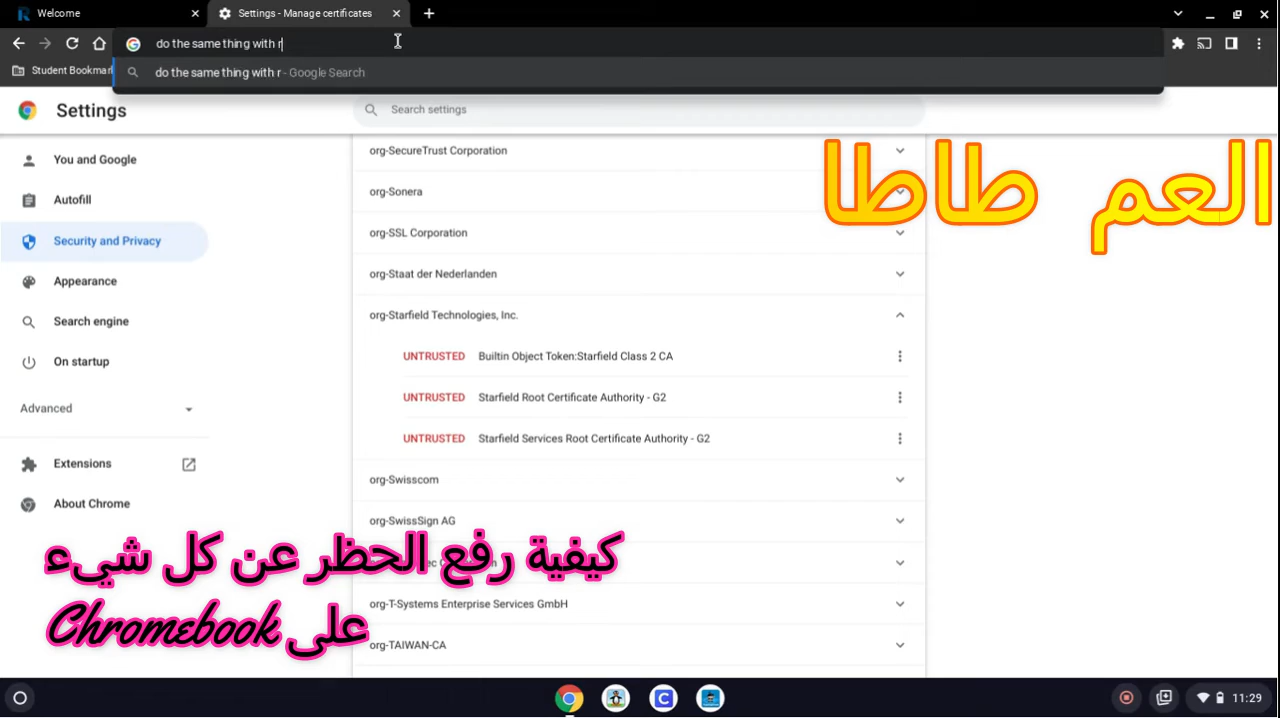 Welcome
Settings - Manage certificates
do the same thing with r
Student Bookmar
do the same thing with r - Google Search
Settings
Search settings
You and Google
Autofill
Security and Privacy
Appearance
Search engine
On startup
Advanced
Extensions
About Chrome
org-SecureTrust Corporation
org-Sonera
org-SSL Corporation
org-Staat der Nederlanden
org-Starfield Technologies, Inc.
UNTRUSTED Builtin Object Token:Starfield Class 2 CA
UNTRUSTED Starfield Root Certificate Authority - G2
UNTRUSTED Starfield Services Root Certificate Authority - G2
org-Swisscom
org-SwissSign AG
org-T-Systems Enterprise Services GmbH
org-TAIWAN-CA
العم طاطا
كيفية رفع الحظر عن كل شيء
على Chromebook
11:29